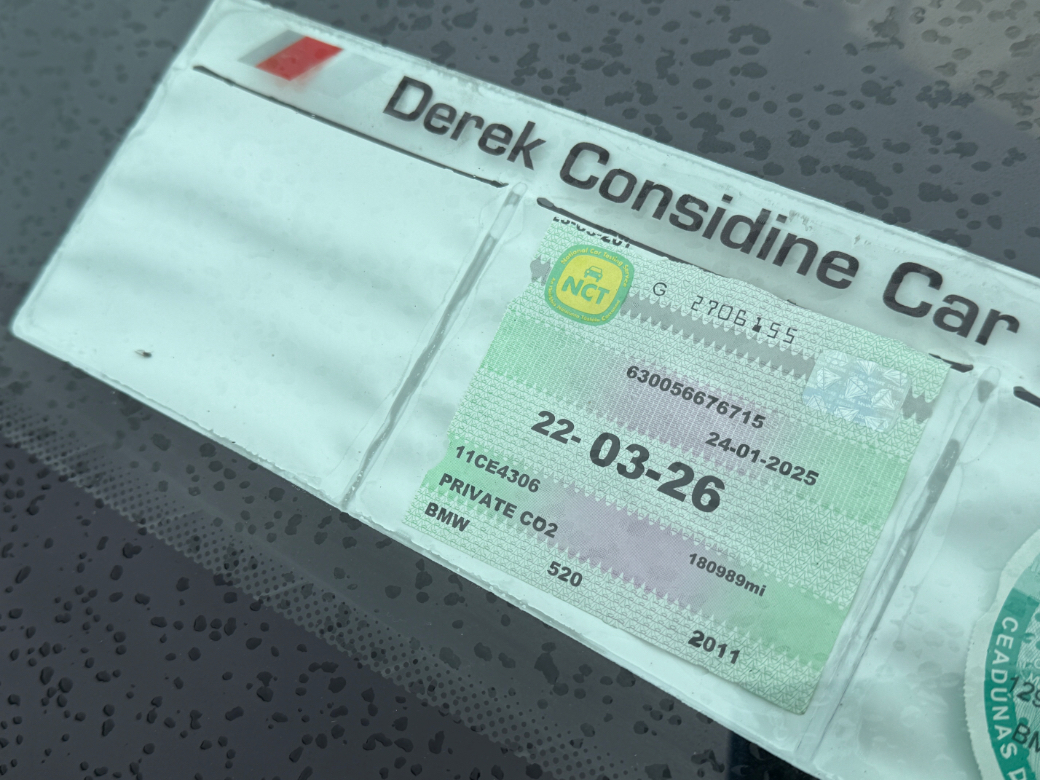 Derek Considine Car
NCT
G 2706155
630056676715
24-01-2025
22-03-26
11CE4306
PRIVATE CO2
180989mi
BMW
520
2011
CEADUNAS